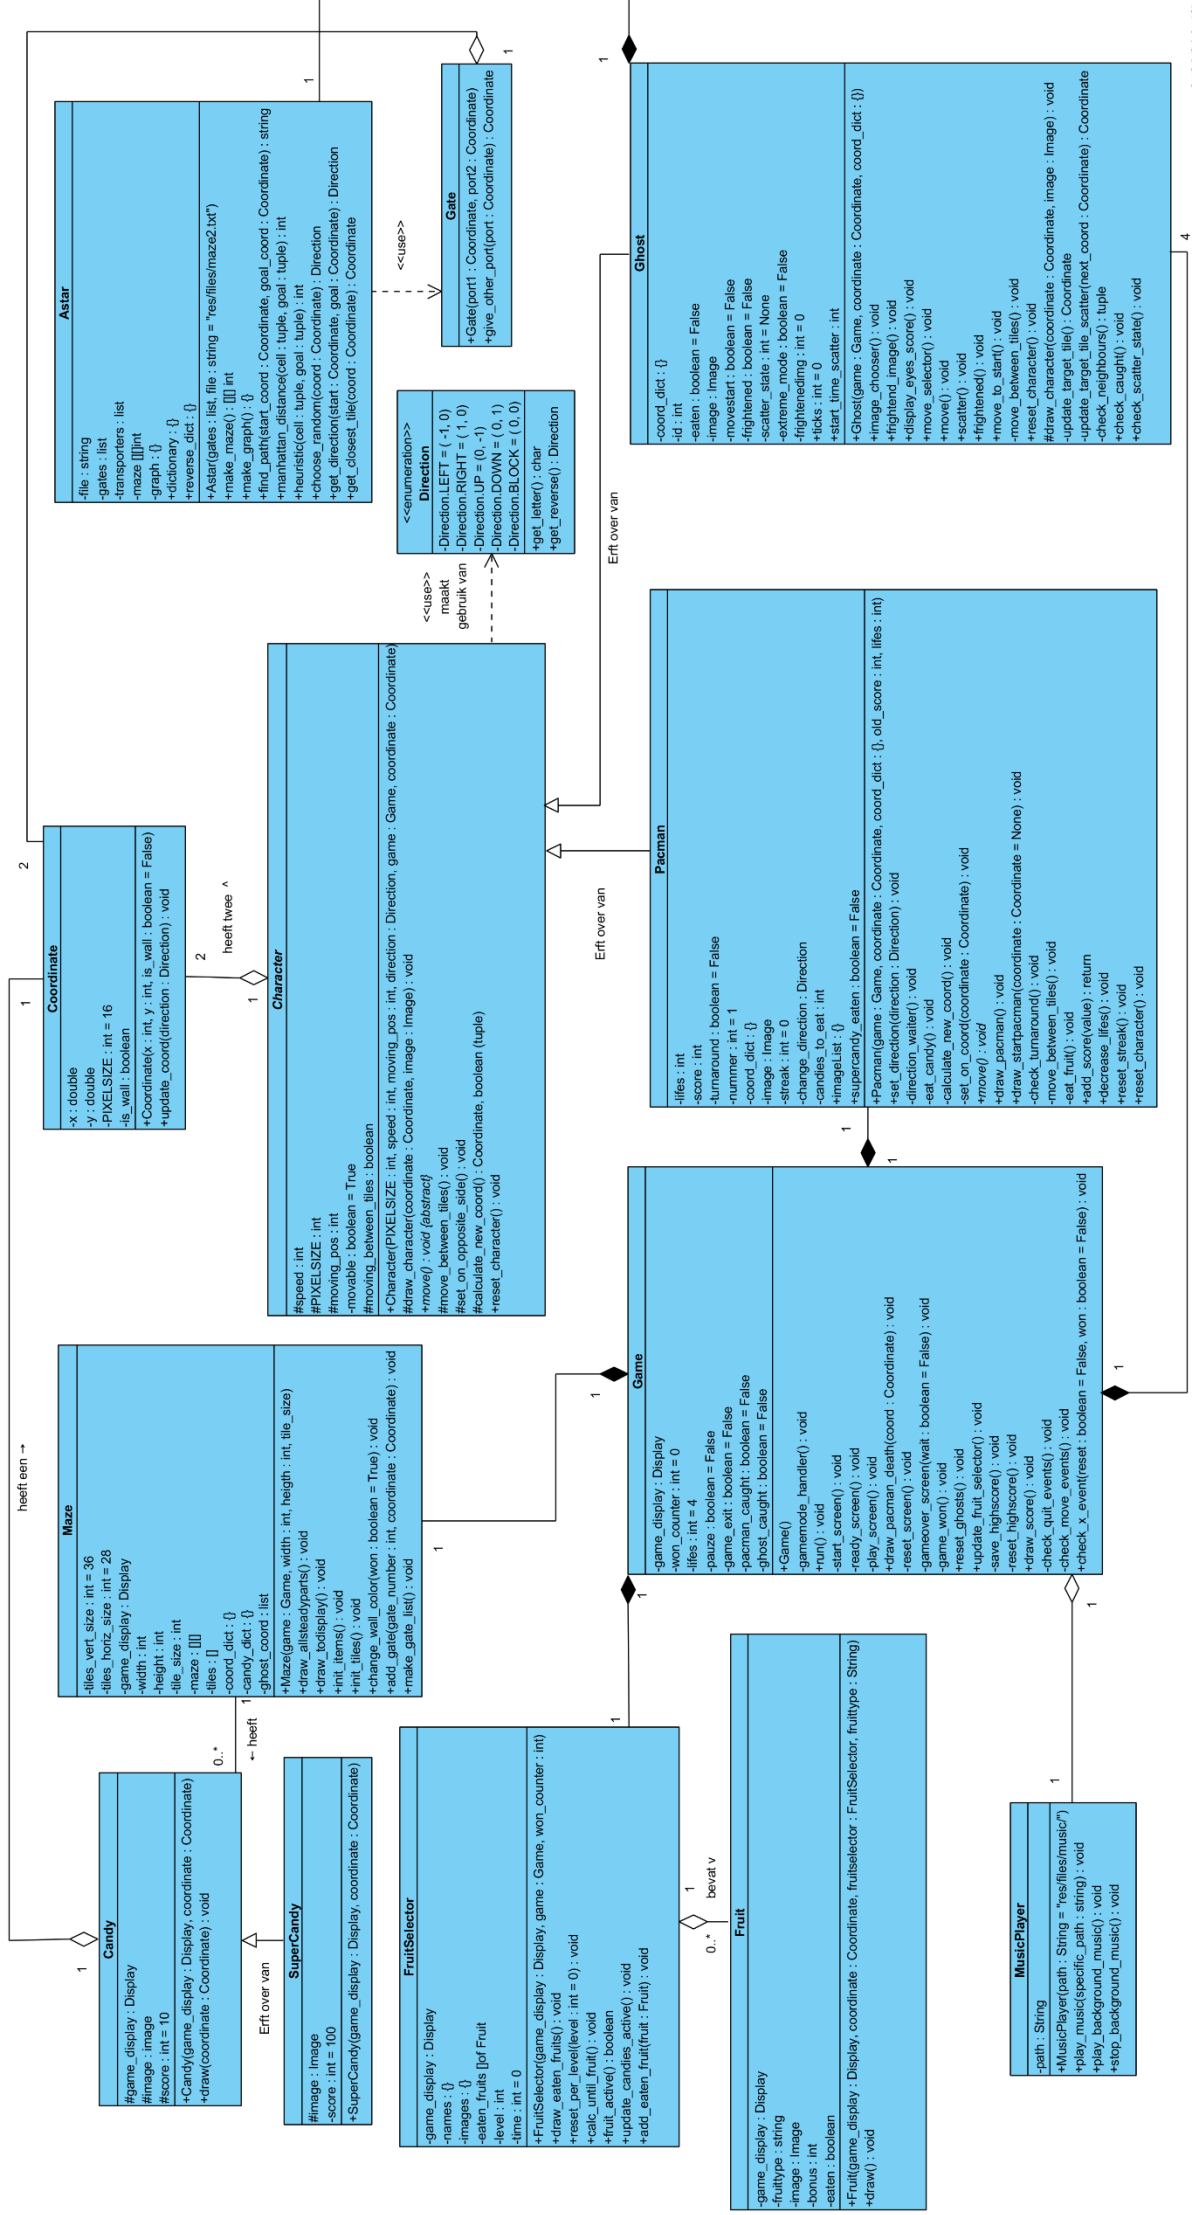 heeft een →
1
1
Candy
#game_display : Display
#image : image
#score : int = 10
+Candy(game_display : Display, coordinate : Coordinate)
+draw(coordinate : Coordinate) : void
0..*
← heeft
1
Erft over van
SuperCandy
#image : Image
-score : int = 100
+SuperCandy(game_display : Display, coordinate : Coordinate)
Maze
-tiles_vert_size : int = 36
-tiles_horiz_size : int = 28
-game_display : Display
-width : int
-height : int
-tile_size : int
-maze : [][]
-tiles : []
-coord_dict : {}
-candy_dict : {}
-ghost_coord : list
+Maze(game : Game, width : int, heigth : int, tile_size)
+draw_allsteadyparts() : void
+draw_todisplay() : void
+init_items() : void
+init_tiles() : void
+change_wall_color(won : boolean = True) : void
+add_gate(gate_number : int, coordinate : Coordinate) : void
+make_gate_list() : void
1
1
Coordinate
-x : double
-y : double
-PIXELSIZE : int = 16
-is_wall : boolean
+Coordinate(x : int, y : int, is_wall : boolean = False)
+update_coord(direction : Direction) : void
2
2
heeft twee ^
1
Character
#speed : int
#PIXELSIZE : int
#moving_pos : int
-movable : boolean = True
#moving_between_tiles : boolean
+Character(PIXELSIZE : int, speed : int, moving_pos : int, direction : Direction, game : Game, coordinate : Coordinate)
#draw_character(coordinate : Coordinate, image : Image) : void
+move() : void {abstract}
#move_between_tiles() : void
#set_on_opposite_side() : void
#calculate_new_coord() : Coordinate, boolean (tuple)
+reset_character() : void
<<use>>
maakt
gebruik van
<<enumeration>>
Direction
-Direction.LEFT = ( -1, 0)
-Direction.RIGHT = ( 1, 0)
-Direction.UP = (0, -1)
-Direction.DOWN = ( 0, 1)
-Direction.BLOCK = ( 0, 0)
+get_letter() : char
+get_reverse() : Direction
Astar
-file : string
-gates : list
-transporters : list
-maze [][]int
-graph : {}
+dictionary : {}
+reverse_dict : {}
+Astar(gates : list, file : string = "res/files/maze2.txt")
+make_maze() : [][] int
+make_graph() : {}
+find_path(start_coord : Coordinate, goal_coord : Coordinate) : string
+manhattan_distance(cell : tuple, goal : tuple) : int
+heuristic(cell : tuple, goal : tuple) : int
+choose_random(coord : Coordinate) : Direction
+get_direction(start : Coordinate, goal : Coordinate) : Direction
+get_closest_tile(coord : Coordinate) : Coordinate
1
<<use>>
Gate
+Gate(port1 : Coordinate, port2 : Coordinate)
+give_other_port(port : Coordinate) : Coordinate
1
FruitSelector
-game_display : Display
-names : {}
-images : {}
-eaten_fruits []of Fruit
-level : int
-time : int = 0
+FruitSelector(game_display : Display, game : Game, won_counter : int)
+draw_eaten_fruits() : void
+reset_per_level(level : int = 0) : void
+calc_until_fruit() : void
+fruit_active() : boolean
+update_candies_active() : void
+add_eaten_fruit(fruit : Fruit) : void
1
1
1
bevat v
0..*
Fruit
-game_display : Display
-fruittype : string
-image : Image
-bonus : int
-eaten : boolean
+Fruit(game_display : Display, coordinate : Coordinate, fruitselector : FruitSelector, fruittype : String)
+draw() : void
Game
-game_display : Display
-won_counter : int = 0
-lifes : int = 4
-pauze : boolean = False
-game_exit : boolean = False
-pacman_caught : boolean = False
-ghost_caught : boolean = False
+Game()
-gamemode_handler() : void
+run() : void
-start_screen() : void
-ready_screen() : void
-play_screen() : void
+draw_pacman_death(coord : Coordinate) : void
-reset_screen() : void
-gameover_screen(wait : boolean = False) : void
-game_won() : void
+reset_ghosts() : void
+update_fruit_selector() : void
-save_highscore() : void
-reset_highscore() : void
+draw_score() : void
-check_quit_events() : void
-check_move_events() : void
+check_x_event(reset : boolean = False, won : boolean = False) : void
1
1
MusicPlayer
-path : String
+MusicPlayer(path : String = "res/files/music/")
+play_music(specific_path : string) : void
+play_background_music() : void
+stop_background_music() : void
1
1
1
Erft over van
Pacman
-lifes : int
-score : int
-turnaround : boolean = False
-nummer : int = 1
-coord_dict : {}
-image : Image
-streak : int = 0
-change_direction : Direction
-candies_to_eat : int
+imageList : {}
+supercandy_eaten : boolean = False
+Pacman(game : Game, coordinate : Coordinate, coord_dict : {}, old_score : int, lifes : int)
+set_direction(direction : Direction) : void
-direction_waiter() : void
-eat_candy() : void
-calculate_new_coord() : void
-set_on_coord(coordinate : Coordinate) : void
+move() : void
+draw_pacman() : void
+draw_startpacman(coordinate : Coordinate = None) : void
-check_turnaround() : void
-move_between_tiles() : void
-eat_fruit() : void
+add_score(value) : return
+decrease_lifes() : void
+reset_streak() : void
+reset_character() : void
Erft over van
1
Ghost
-coord_dict : {}
-id : int
-eaten : boolean = False
-image : Image
-movestart : boolean = False
-frightened : boolean = False
-scatter_state : int = None
-extreme_mode : boolean = False
-frightenedimg : int = 0
+ticks : int = 0
+start_time_scatter : int
+Ghost(game : Game, coordinate : Coordinate, coord_dict : {})
+image_chooser() : void
+frightend_image() : void
+display_eyes_score() : void
+move_selector() : void
+move() : void
+scatter() : void
+frightened() : void
+move_to_start() : void
-move_between_tiles() : void
+reset_character() : void
#draw_character(coordinate : Coordinate, image : Image) : void
-update_target_tile() : Coordinate
-update_target_tile_scatter(next_coord : Coordinate) : Coordinate
-check_neighbours() : tuple
+check_caught() : void
+check_scatter_state() : void
4